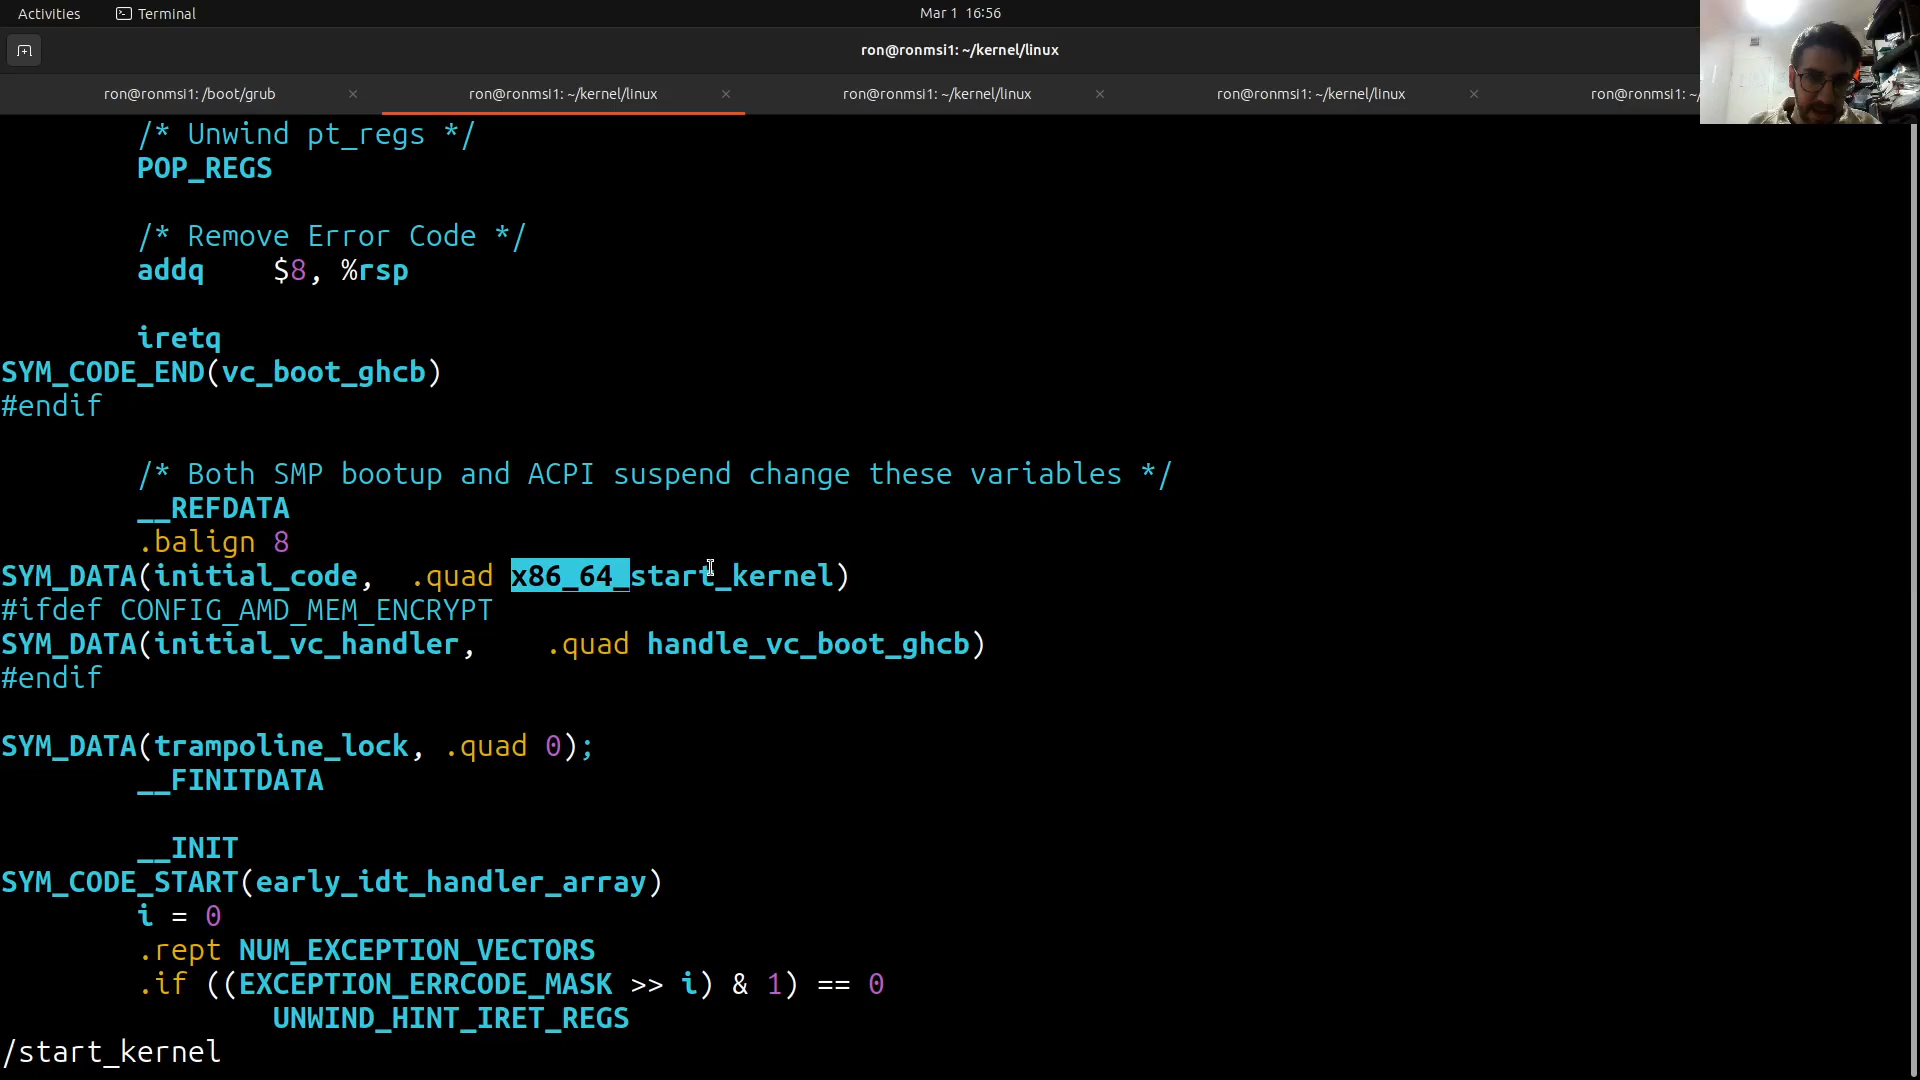 Activities Terminal Mar 1 16:56
ron@ronmsi1: ~/kernel/linux
ron@ronmsi1: /boot/grub × ron@ronmsi1: ~/kernel/linux × ron@ronmsi1: ~/kernel/linux × ron@ronmsi1: ~/kernel/linux × ron@ronmsi1: ~/
/* Unwind pt_regs */
POP_REGS
/* Remove Error Code */
addq $8, %rsp
iretq
SYM_CODE_END(vc_boot_ghcb)
#endif
/* Both SMP bootup and ACPI suspend change these variables */
__REFDATA
.balign 8
SYM_DATA(initial_code, .quad x86_64_start_kernel)
#ifdef CONFIG_AMD_MEM_ENCRYPT
SYM_DATA(initial_vc_handler, .quad handle_vc_boot_ghcb)
#endif
SYM_DATA(trampoline_lock, .quad 0);
__FINITDATA
__INIT
SYM_CODE_START(early_idt_handler_array)
i = 0
.rept NUM_EXCEPTION_VECTORS
.if ((EXCEPTION_ERRCODE_MASK >> i) & 1) == 0
UNWIND_HINT_IRET_REGS
/start_kernel